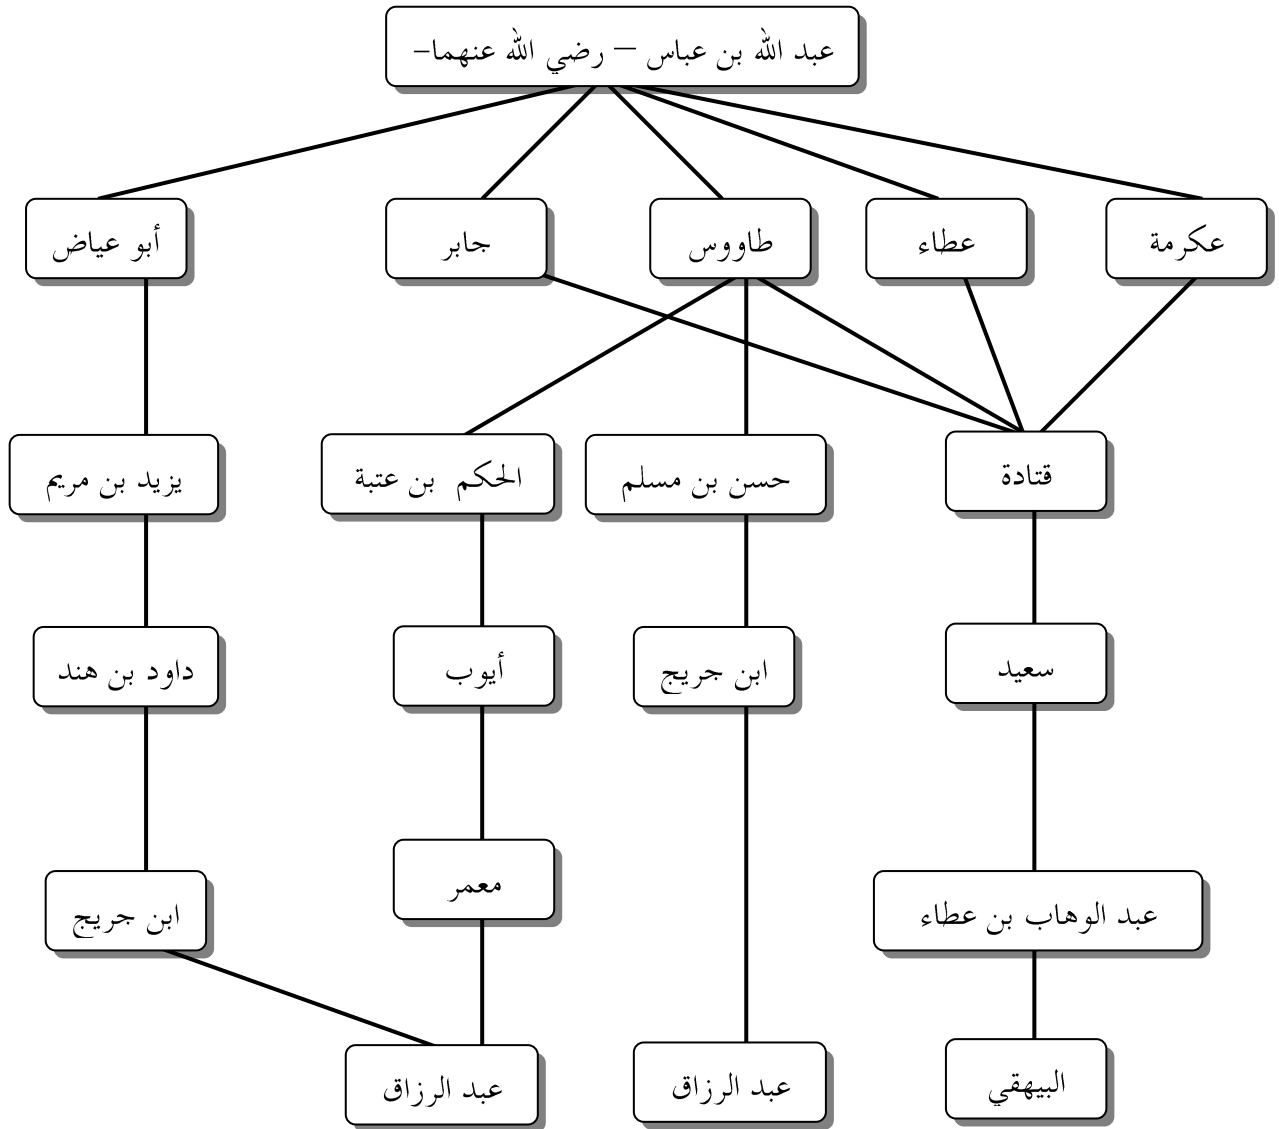 عبد الله بن عباس – رضي الله عنهما–
عكرمة
عطاء
طاووس
جابر
أبو عياض
قتادة
حسن بن مسلم
الحكم بن عتبة
يزيد بن مريم
سعيد
ابن جريج
أيوب
داود بن هند
معمر
عبد الوهاب بن عطاء
ابن جريج
البيهقي
عبد الرزاق
عبد الرزاق